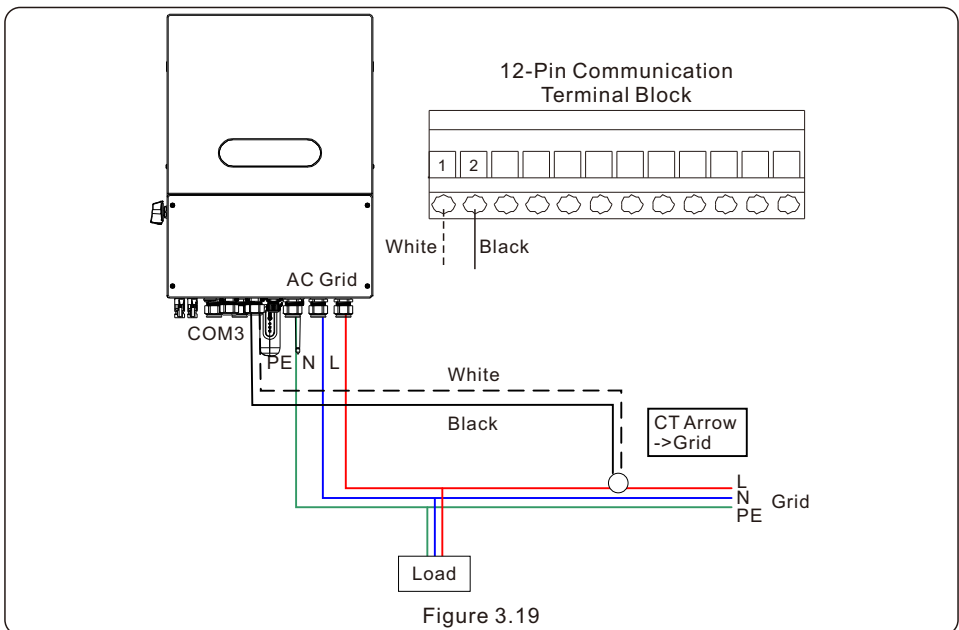 12-Pin Communication
Terminal Block
1 2
White Black
AC Grid
COM3
PE N L
White
Black
CT Arrow
->Grid
L
N
PE
Grid
Load
Figure 3.19